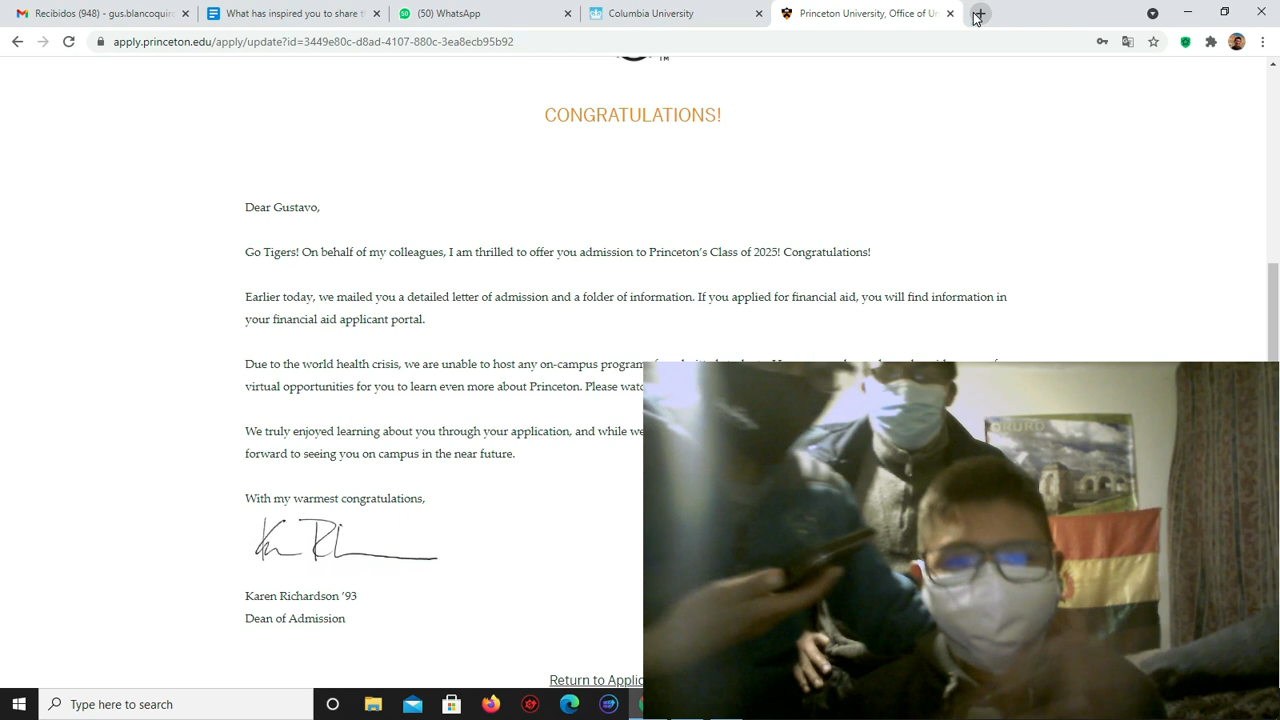 Recibidos (948) - gus.blancoquiro
What has inspired you to share th
(50) WhatsApp
Columbia University
Princeton University, Office of Un
apply.princeton.edu/apply/update?id=3449e80c-d8ad-4107-880c-3ea8ecb95b92
TM
CONGRATULATIONS!
Dear Gustavo,
Go Tigers! On behalf of my colleagues, I am thrilled to offer you admission to Princeton's Class of 2025! Congratulations!
Earlier today, we mailed you a detailed letter of admission and a folder of information. If you applied for financial aid, you will find information in
your financial aid applicant portal.
Due to the world health crisis, we are unable to host any on-campus program
virtual opportunities for you to learn even more about Princeton. Please watc
We truly enjoyed learning about you through your application, and while we
forward to seeing you on campus in the near future.
With my warmest congratulations,
Karen Richardson '93
Dean of Admission
Return to Applic
ORURO
Type here to search